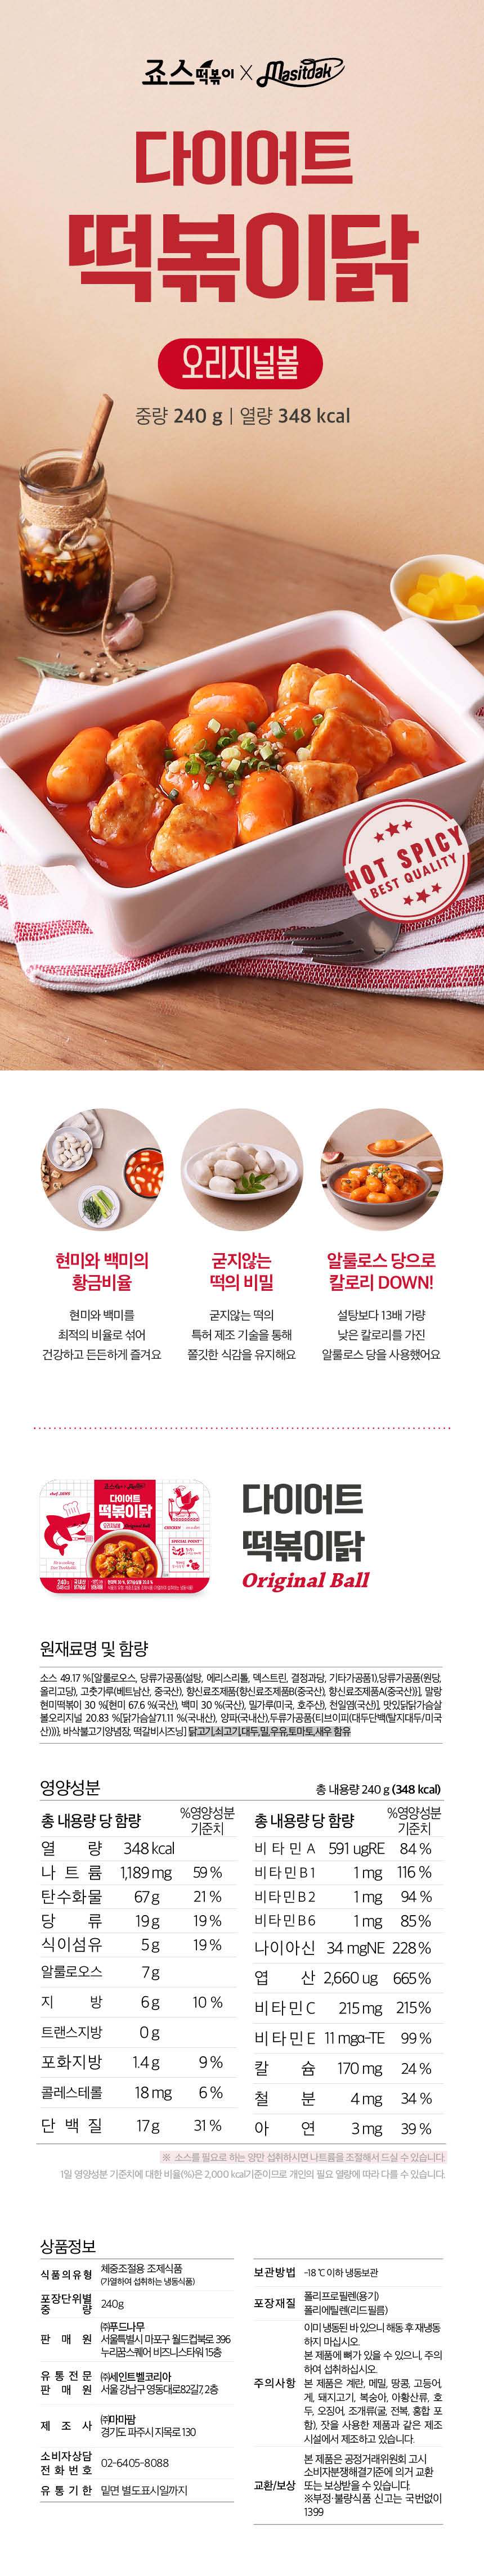 죠스떡볶이 X Masitdak
다이어트
떡볶이닭
오리지널볼
중량 240 g | 열량 348 kcal
HOT SPICY
BEST QUALITY
현미와 백미의
황금비율
현미와 백미를
최적의 비율로 섞어
건강하고 든든하게 즐겨요
굳지않는
떡의 비밀
굳지않는 떡의
특허 제조 기술을 통해
쫄깃한 식감을 유지해요
알룰로스 당으로
칼로리 DOWN!
설탕보다 13배 가량
낮은 칼로리를 가진
알룰로스 당을 사용했어요
다이어트
떡볶이닭
오리지널볼 Original Ball
CHICKEN
SPECIAL POINT
240g
다이어트
떡볶이닭
Original Ball
원재료명 및 함량
소스 49.17 %[알룰로오스, 당류가공품(설탕, 에리스리톨, 덱스트린, 결정과당, 기타가공품1),당류가공품(원당,
올리고당), 고춧가루(베트남산, 중국산), 향신료조제품{향신료조제품B(중국산), 향신료조제품A(중국산)}], 말랑
현미떡볶이 30 %[현미 67.6 %(국산), 백미 30 %(국산), 밀가루(미국, 호주산), 천일염(국산)], 맛있닭닭가슴살
볼오리지널 20.83 %[닭가슴살71.11 %(국내산), 양파(국내산),두류가공품{티브이피(대두단백(탈지대두/미국
산))}], 바삭불고기양념장, 떡갈비시즈닝] 닭고기,쇠고기,대두,밀,우유,토마토,새우 함유
영양성분
총 내용량 240 g (348 kcal)
총 내용량 당 함량 %영양성분 기준치
열 량 348 kcal
나 트 륨 1,189 mg 59 %
탄수화물 67 g 21 %
당 류 19 g 19 %
식이섬유 5 g 19 %
알룰로오스 7 g
지 방 6 g 10 %
트랜스지방 0 g
포화지방 1.4 g 9 %
콜레스테롤 18 mg 6 %
단 백 질 17 g 31 %
총 내용량 당 함량 %영양성분 기준치
비 타 민 A 591 ugRE 84 %
비 타 민 B 1 1 mg 116 %
비 타 민 B 2 1 mg 94 %
비 타 민 B 6 1 mg 85 %
나이아신 34 mgNE 228 %
엽 산 2,660 ug 665 %
비 타 민 C 215 mg 215 %
비 타 민 E 11 mgα-TE 99 %
칼 슘 170 mg 24 %
철 분 4 mg 34 %
아 연 3 mg 39 %
※ 소스를 필요로 하는 양만 섭취하시면 나트륨을 조절해서 드실 수 있습니다.
1일 영양성분 기준치에 대한 비율(%)은 2,000 kcal기준이므로 개인의 필요 열량에 따라 다를 수 있습니다.
상품정보
식품의유형 체중조절용 조제식품
(가열하여 섭취하는 냉동식품)
포장단위별 중 량 240g
판 매 원 ㈜푸드나무
서울특별시 마포구 월드컵북로 396
누리꿈스퀘어 비즈니스타워 15층
유 통 전 문 판 매 원 ㈜세인트벨코리아
서울 강남구 영동대로82길7, 2층
제 조 사 ㈜마마팜
경기도 파주시 지목로 130
소비자상담 전 화 번 호 02-6405-8088
유 통 기 한 밑면 별도표시일까지
보관방법 -18 ℃ 이하 냉동보관
포장재질 폴리프로필렌(용기)
폴리에틸렌(리드필름)
주의사항 이미 냉동된 바 있으니 해동 후 재냉동
하지 마십시오.
본 제품에 뼈가 있을 수 있으니, 주의
하여 섭취하십시오.
본 제품은 계란, 메밀, 땅콩, 고등어,
게, 돼지고기, 복숭아, 아황산류, 호
두, 오징어, 조개류(굴, 전복, 홍합 포
함), 잣을 사용한 제품과 같은 제조
시설에서 제조하고 있습니다.
교환/보상 본 제품은 공정거래위원회 고시
소비자분쟁해결기준에 의거 교환
또는 보상받을 수 있습니다.
※부정·불량식품 신고는 국번없이
1399